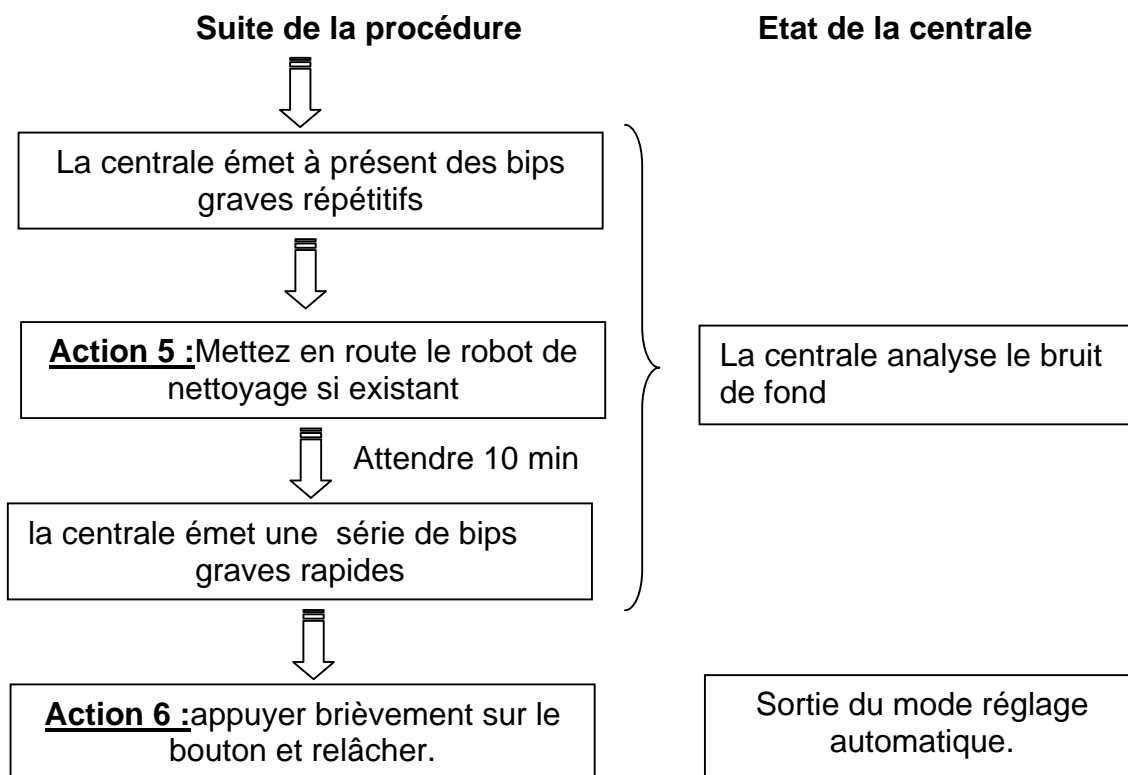 Suite de la procédure
Etat de la centrale
La centrale émet à présent des bips
graves répétitifs
Action 5 :Mettez en route le robot de
nettoyage si existant
La centrale analyse le bruit
de fond
Attendre 10 min
la centrale émet une série de bips
graves rapides
Action 6 :appuyer brièvement sur le
bouton et relâcher.
Sortie du mode réglage
automatique.